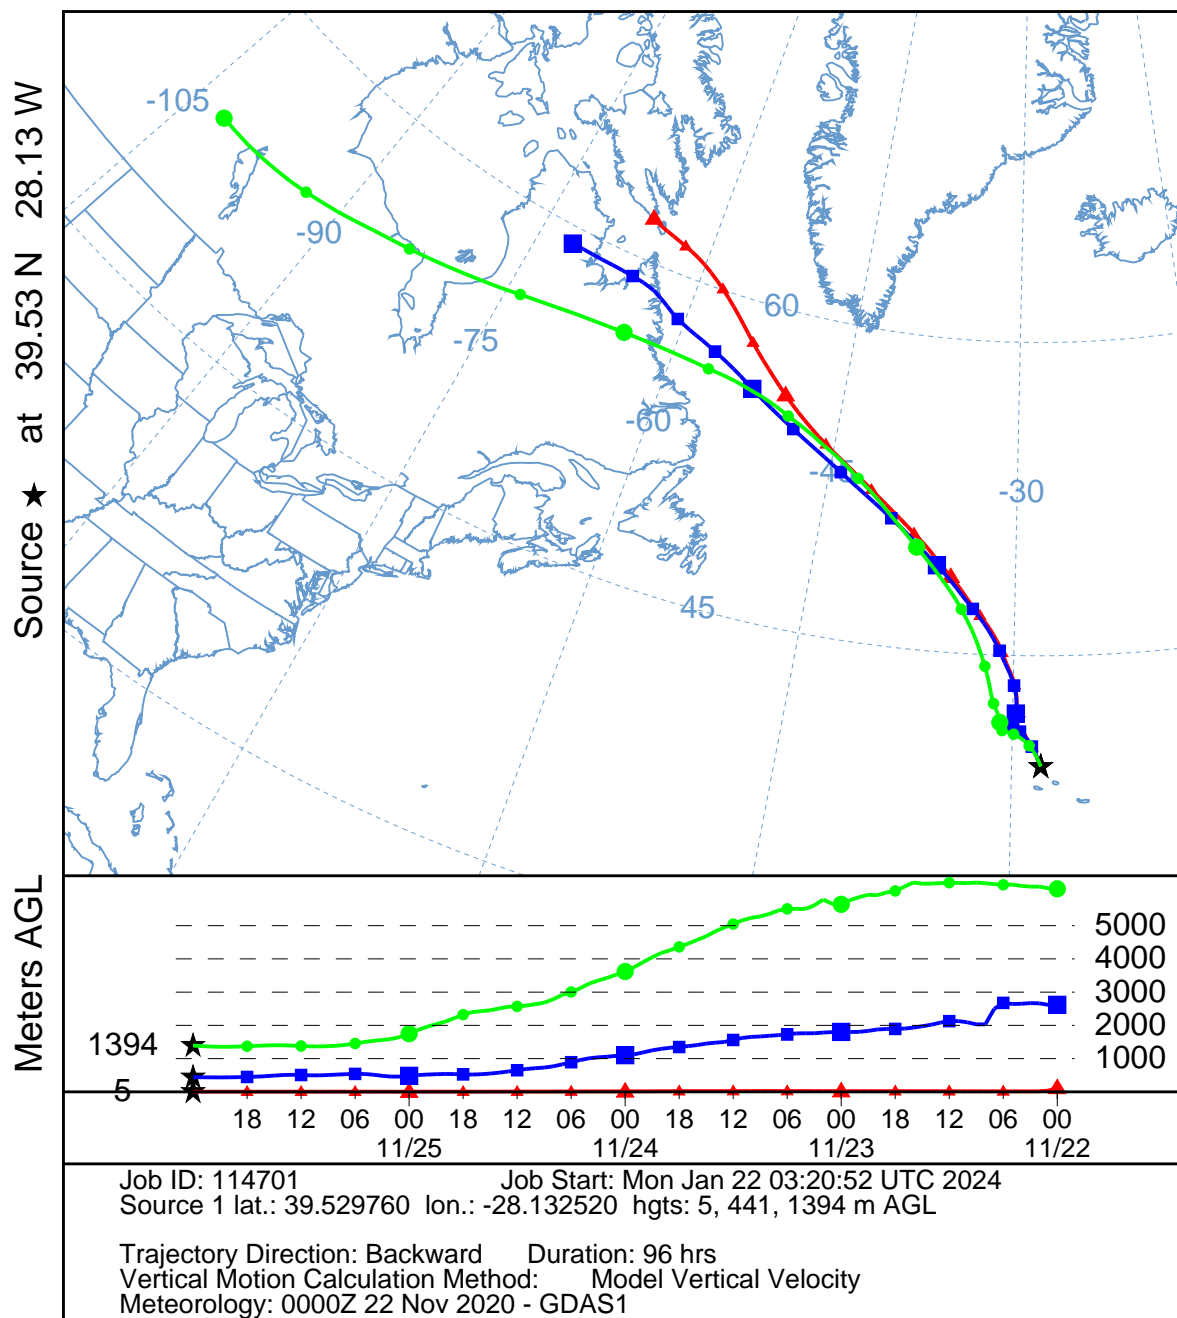 Source ★ at 39.53 N 28.13 W
-105
-90
-75
-60
-45
-30
60
45
Meters AGL
5000
4000
3000
2000
1000
1394
5
18 12 06 00 18 12 06 00 18 12 06 00 18 12 06 00
11/25 11/24 11/23 11/22
Job ID: 114701 Job Start: Mon Jan 22 03:20:52 UTC 2024
Source 1 lat.: 39.529760 lon.: -28.132520 hgts: 5, 441, 1394 m AGL
Trajectory Direction: Backward Duration: 96 hrs
Vertical Motion Calculation Method: Model Vertical Velocity
Meteorology: 0000Z 22 Nov 2020 - GDAS1